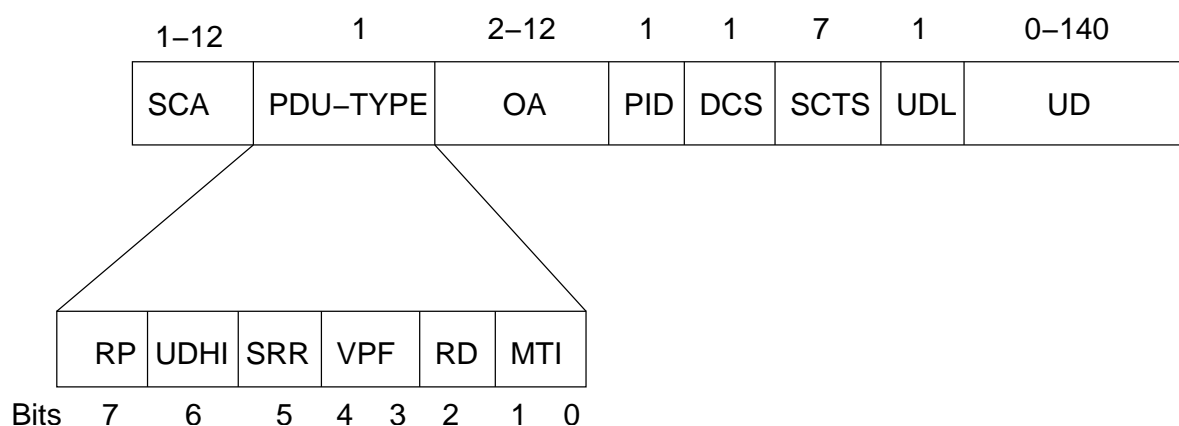 1–12 1 2–12 1 1 7 1 0–140
SCA PDU–TYPE OA PID DCS SCTS UDL UD
RP UDHI SRR VPF RD MTI
Bits 7 6 5 4 3 2 1 0